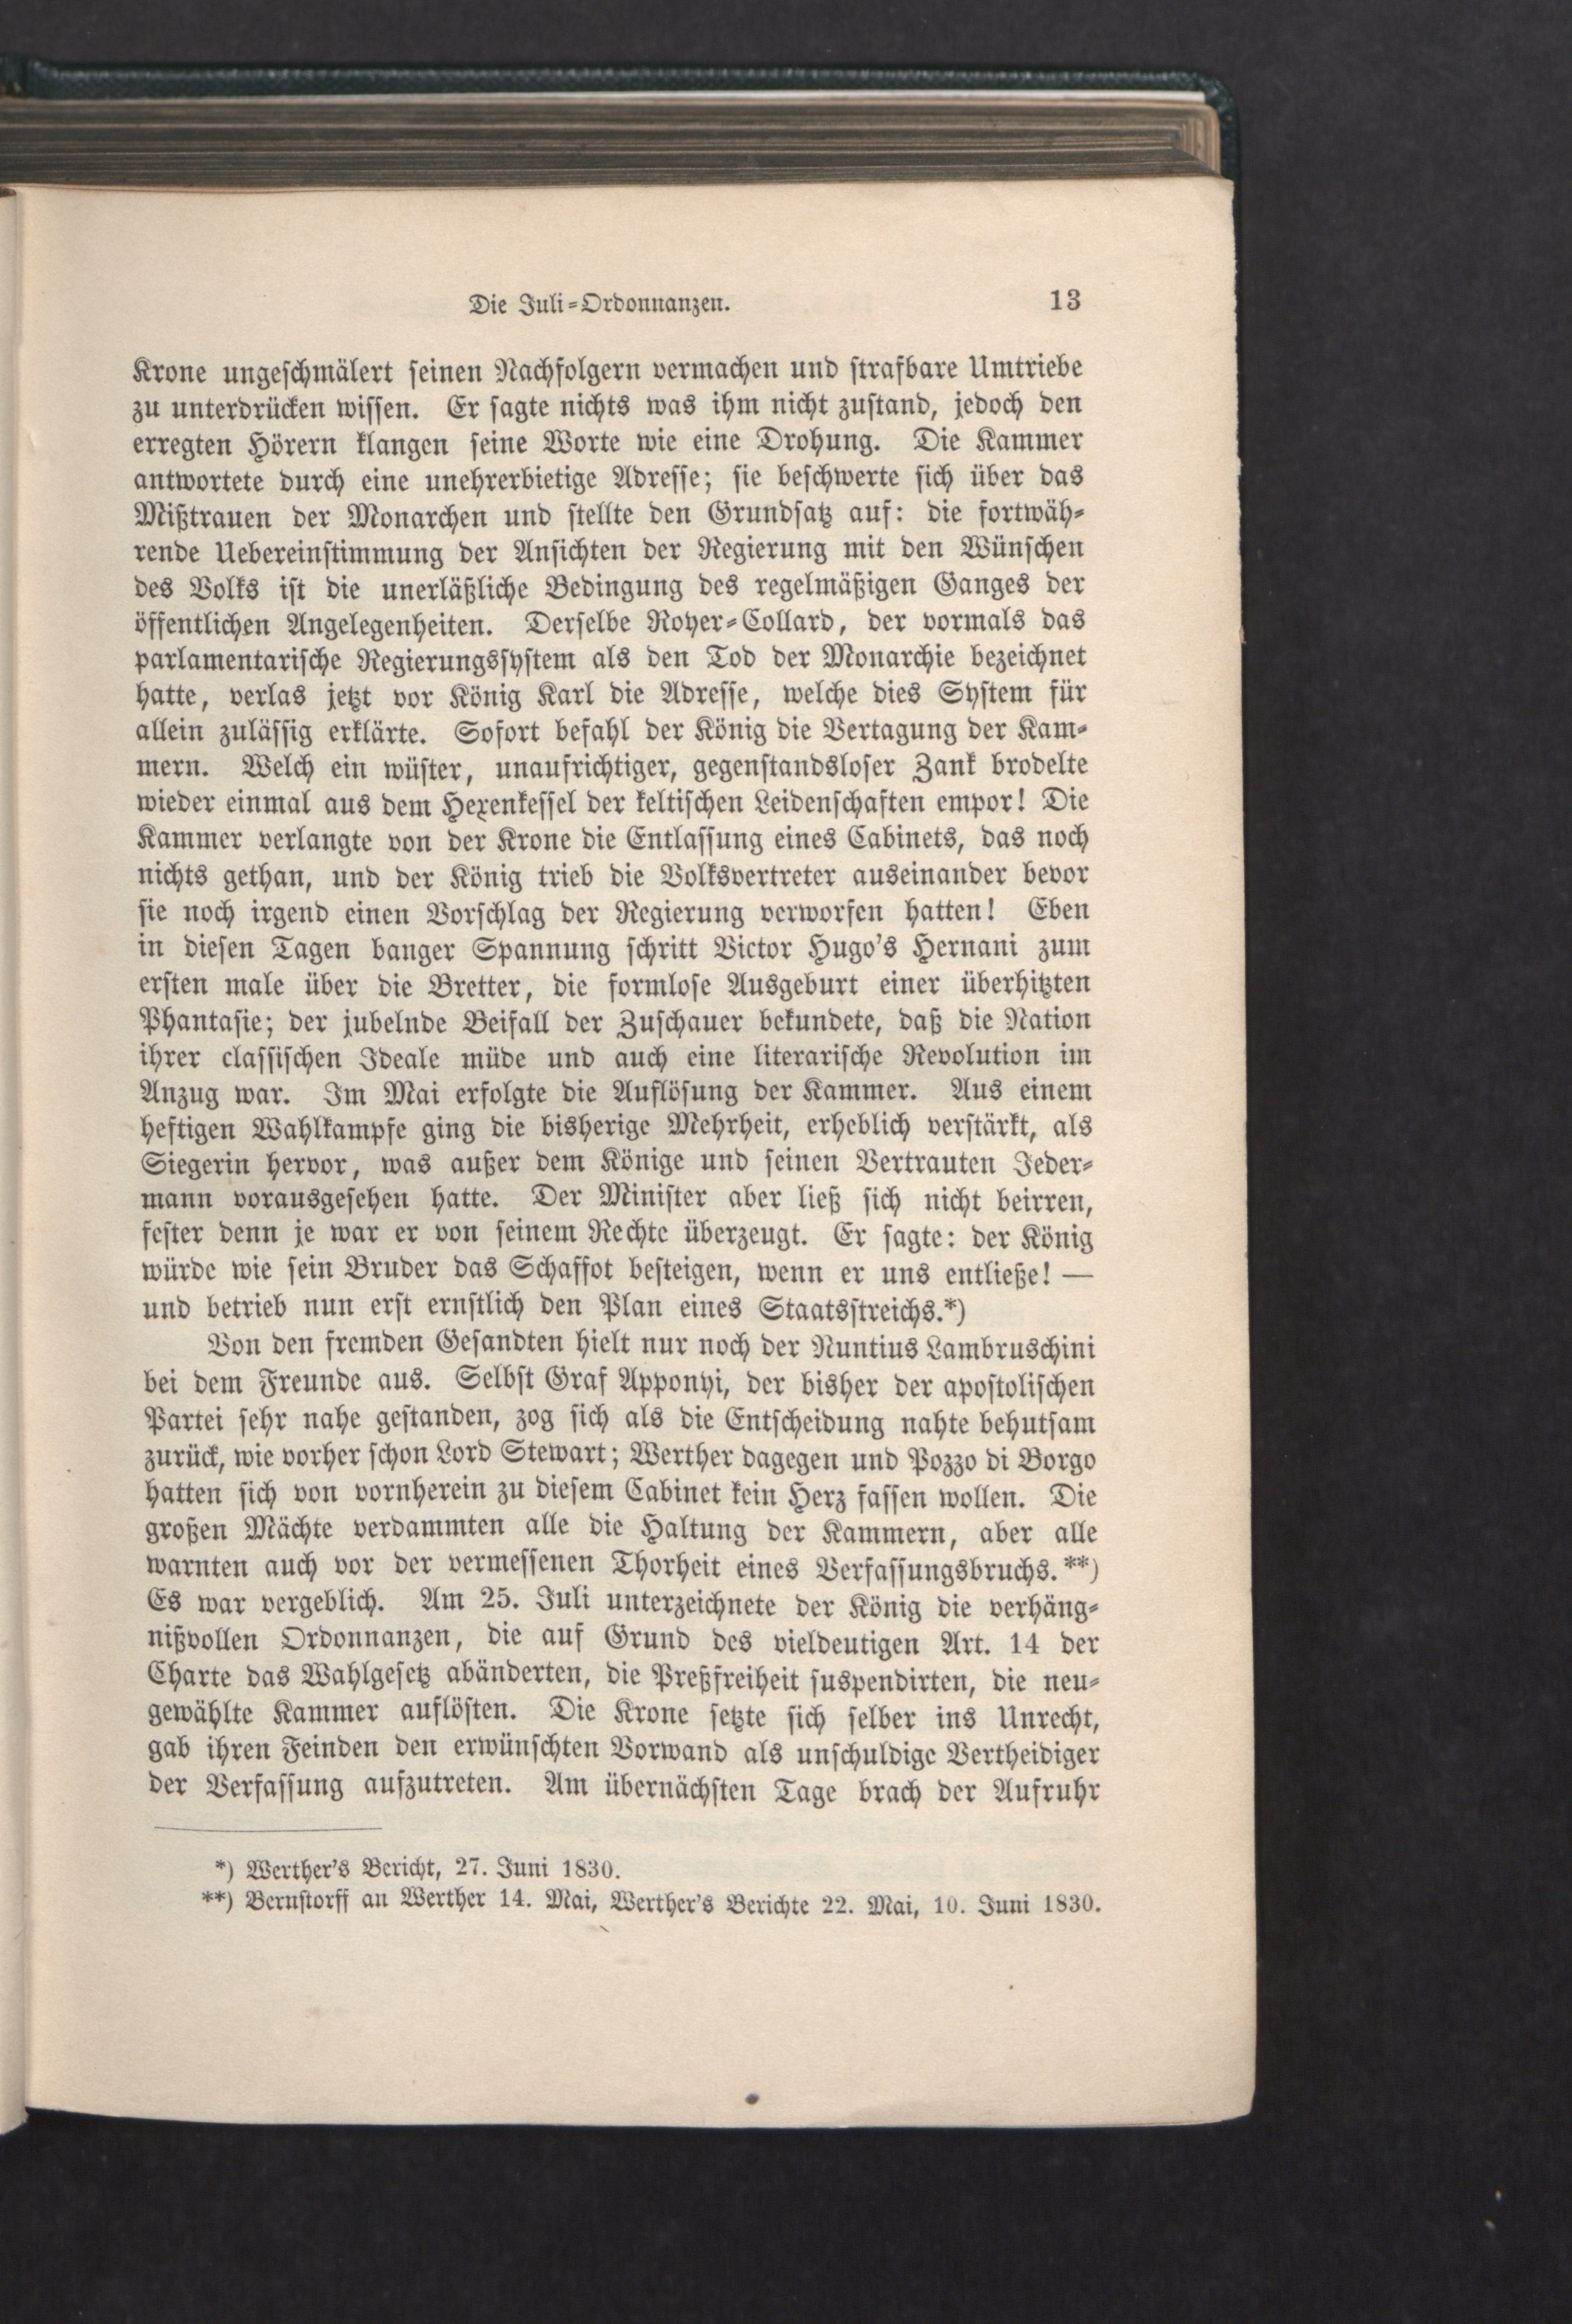 Die Juli-Ordonnanzen. 13
Krone ungeschmälert seinen Nachfolgern vermachen und strafbare Umtriebe
zu unterdrücken wissen. Er sagte nichts was ihm nicht zustand, jedoch den
erregten Hörern klangen seine Worte wie eine Drohung. Die Kammer
antwortete durch eine unehrerbietige Adresse; sie beschwerte sich über das
Mißtrauen der Monarchen und stellte den Grundsatz auf: die fortwäh-
rende Uebereinstimmung der Ansichten der Regierung mit den Wünschen
des Volks ist die unerläßliche Bedingung des regelmäßigen Ganges der
öffentlichen Angelegenheiten. Derselbe Royer-Collard, der vormals das
parlamentarische Regierungssystem als den Tod der Monarchie bezeichnet
hatte, verlas jetzt vor König Karl die Adresse, welche dies System für
allein zulässig erklärte. Sofort befahl der König die Vertagung der Kam-
mern. Welch ein wüster, unaufrichtiger, gegenstandsloser Zank brodelte
wieder einmal aus dem Hexenkessel der keltischen Leidenschaften empor! Die
Kammer verlangte von der Krone die Entlassung eines Cabinets, das noch
nichts gethan, und der König trieb die Volksvertreter auseinander bevor
sie noch irgend einen Vorschlag der Regierung verworfen hatten! Eben
in diesen Tagen banger Spannung schritt Victor Hugo's Hernani zum
ersten male über die Bretter, die formlose Ausgeburt einer überhitzten
Phantasie; der jubelnde Beifall der Zuschauer bekundete, daß die Nation
ihrer classischen Ideale müde und auch eine literarische Revolution im
Anzug war. Im Mai erfolgte die Auflösung der Kammer. Aus einem
heftigen Wahlkampfe ging die bisherige Mehrheit, erheblich verstärkt, als
Siegerin hervor, was außer dem Könige und seinen Vertrauten Jeder-
mann vorausgesehen hatte. Der Minister aber ließ sich nicht beirren,
fester denn je war er von seinem Rechte überzeugt. Er sagte: der König
würde wie sein Bruder das Schaffot besteigen, wenn er uns entließe! —
und betrieb nun erst ernstlich den Plan eines Staatsstreichs.*)
Von den fremden Gesandten hielt nur noch der Nuntius Lambruschini
bei dem Freunde aus. Selbst Graf Apponyi, der bisher der apostolischen
Partei sehr nahe gestanden, zog sich als die Entscheidung nahte behutsam
zurück, wie vorher schon Lord Stewart; Werther dagegen und Pozzo di Borgo
hatten sich von vornherein zu diesem Cabinet kein Herz fassen wollen. Die
großen Mächte verdammten alle die Haltung der Kammern, aber alle
warnten auch vor der vermessenen Thorheit eines Verfassungsbruchs.**)
Es war vergeblich. Am 25. Juli unterzeichnete der König die verhäng-
nißvollen Ordonnanzen, die auf Grund des vieldeutigen Art. 14 der
Charte das Wahlgesetz abänderten, die Preßfreiheit suspendirten, die neu-
gewählte Kammer auflösten. Die Krone setzte sich selber ins Unrecht,
gab ihren Feinden den erwünschten Vorwand als unschuldige Vertheidiger
der Verfassung aufzutreten. Am übernächsten Tage brach der Aufruhr
*) Werther's Bericht, 27. Juni 1830.
**) Bernstorff an Werther 14. Mai, Werther's Berichte 22. Mai, 10. Juni 1830.